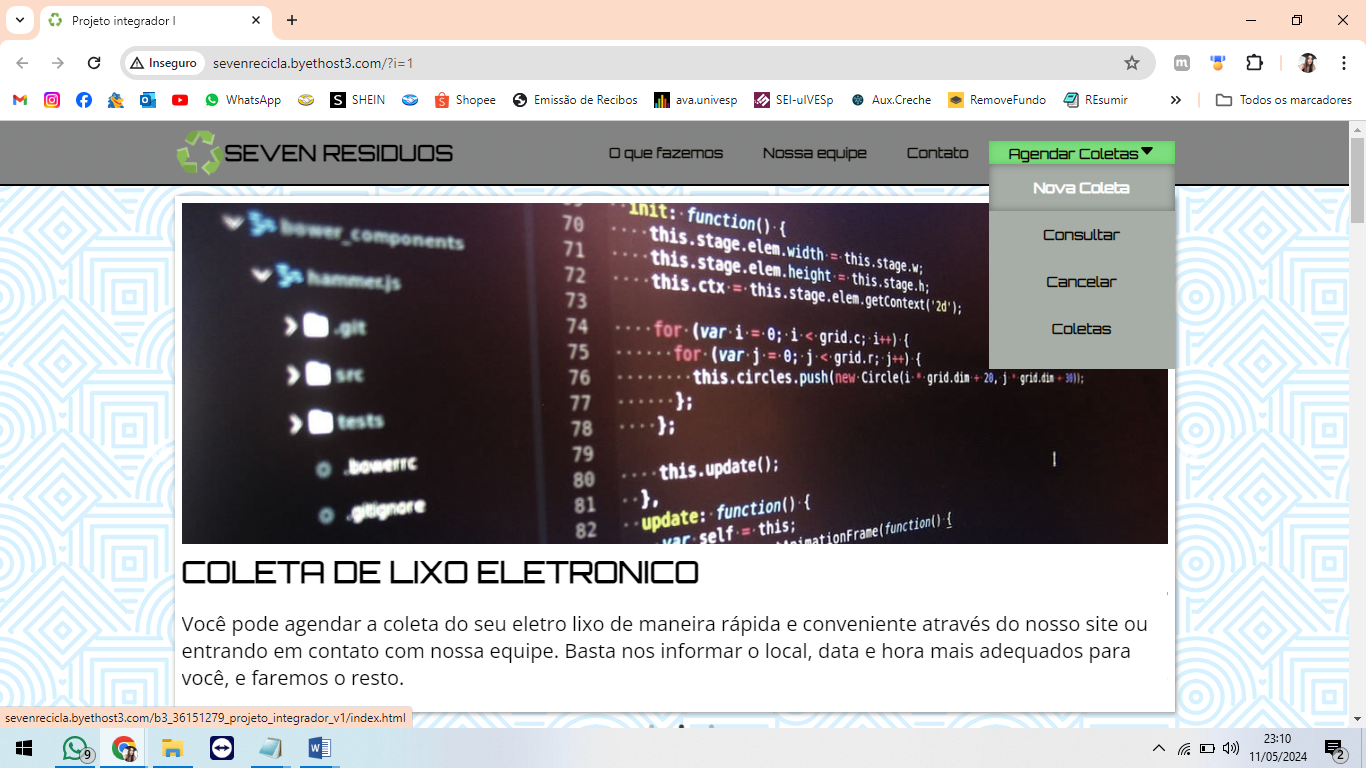 Projeto integrador I
Inseguro
sevenrecicla.byethost3.com/?i=1
WhatsApp
SHEIN
Shopee
Emissão de Recibos
ava.univesp
SEI-uIVESp
Aux.Creche
RemoveFundo
REsumir
Todos os marcadores
SEVEN RESIDUOS
O que fazemos
Nossa equipe
Contato
Agendar Coletas
Nova Coleta
Consultar
Cancelar
Coletas
bower_components
hammer.js
.git
src
tests
.bowerrc
.gitignore
70 init: function() {
71 this.stage.elem.width = this.stage.w;
72 this.stage.elem.height = this.stage.h;
73 this.ctx = this.stage.elem.getContext('2d');
74 for (var i = 0; i < grid.c; i++) {
75 for (var j = 0; j < grid.r; j++) {
76 this.circles.push(new Circle(i * grid.dim + 20, j * grid.dim + 30));
77 };
78 };
79
80 this.update();
81 },
82 update: function() {
var self = this;
AnimationFrame(function() {
COLETA DE LIXO ELETRONICO
Você pode agendar a coleta do seu eletro lixo de maneira rápida e conveniente através do nosso site ou
entrando em contato com nossa equipe. Basta nos informar o local, data e hora mais adequados para
você, e faremos o resto.
sevenrecicla.byethost3.com/b3_36151279_projeto_integrador_v1/index.html
9
23:10
11/05/2024
2